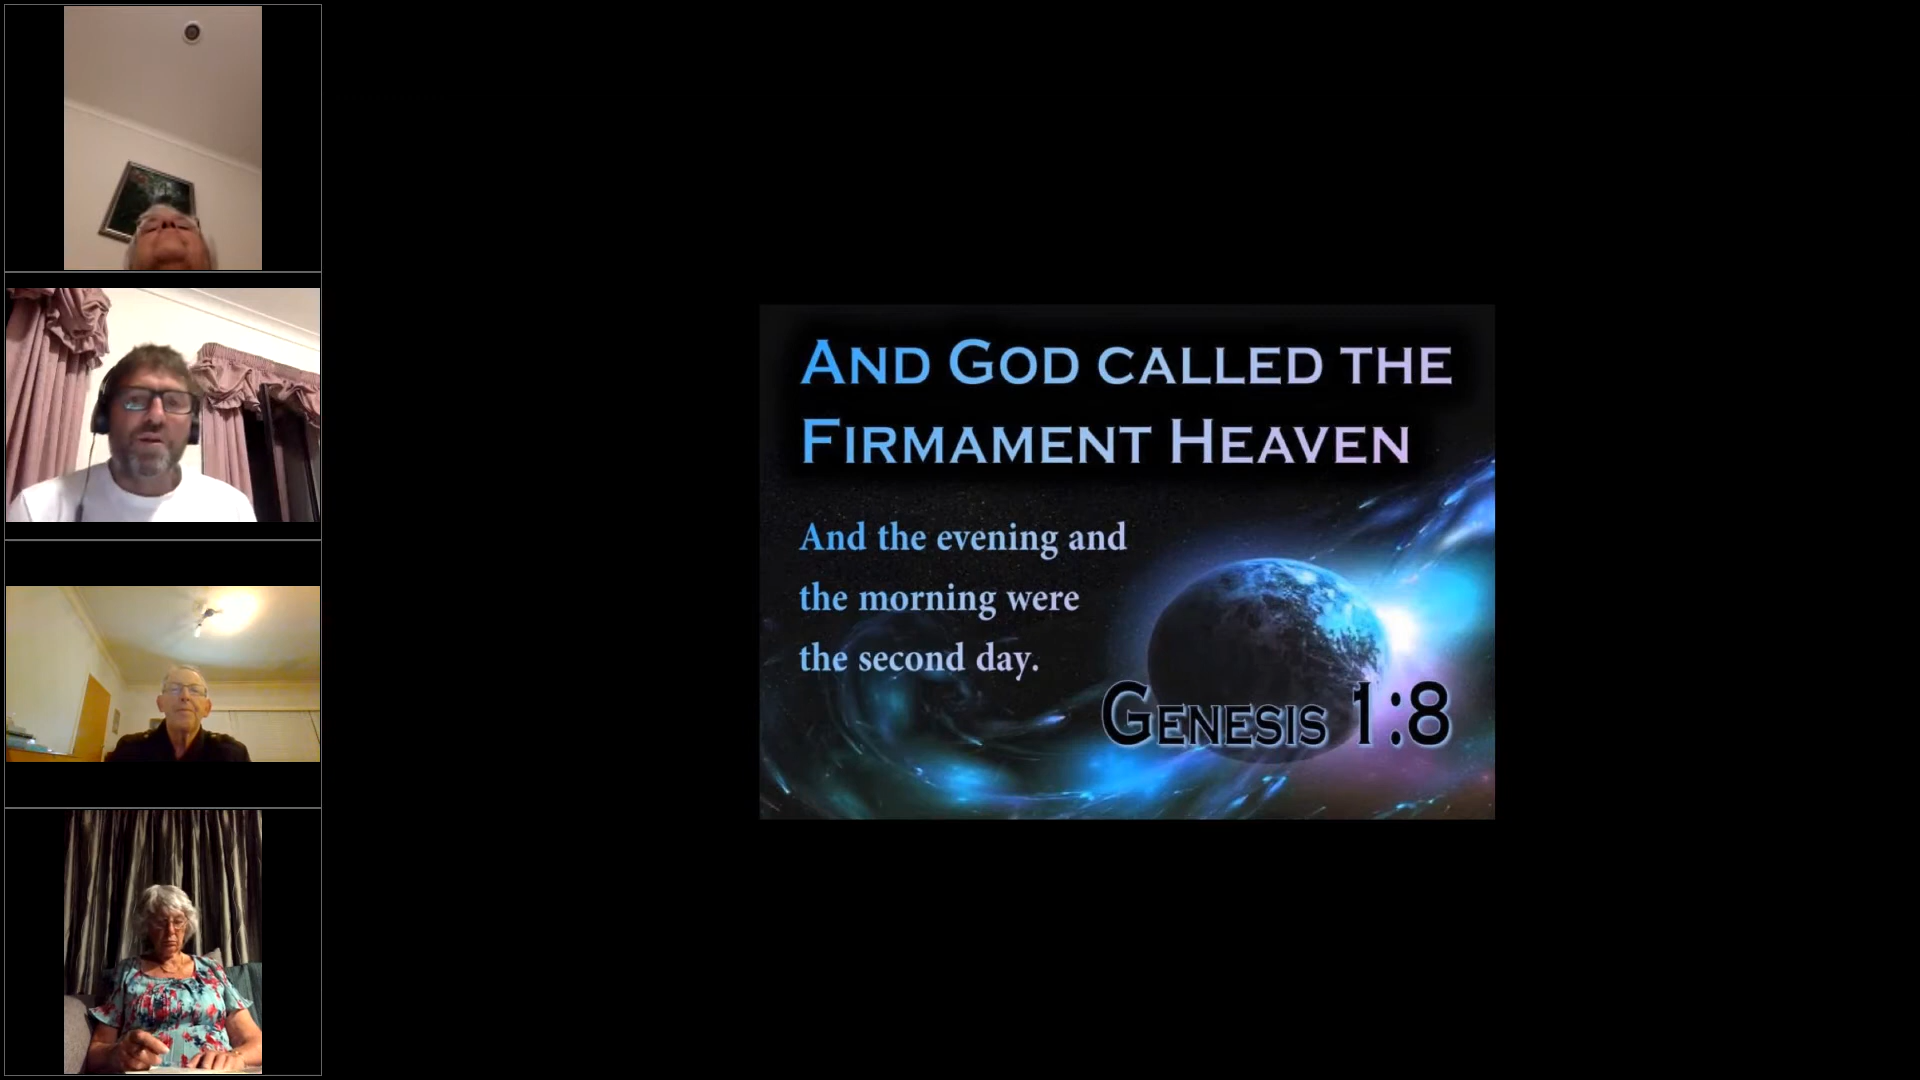 AND GOD CALLED THE
FIRMAMENT HEAVEN
And the evening and
the morning were
the second day.
GENESIS 1:8